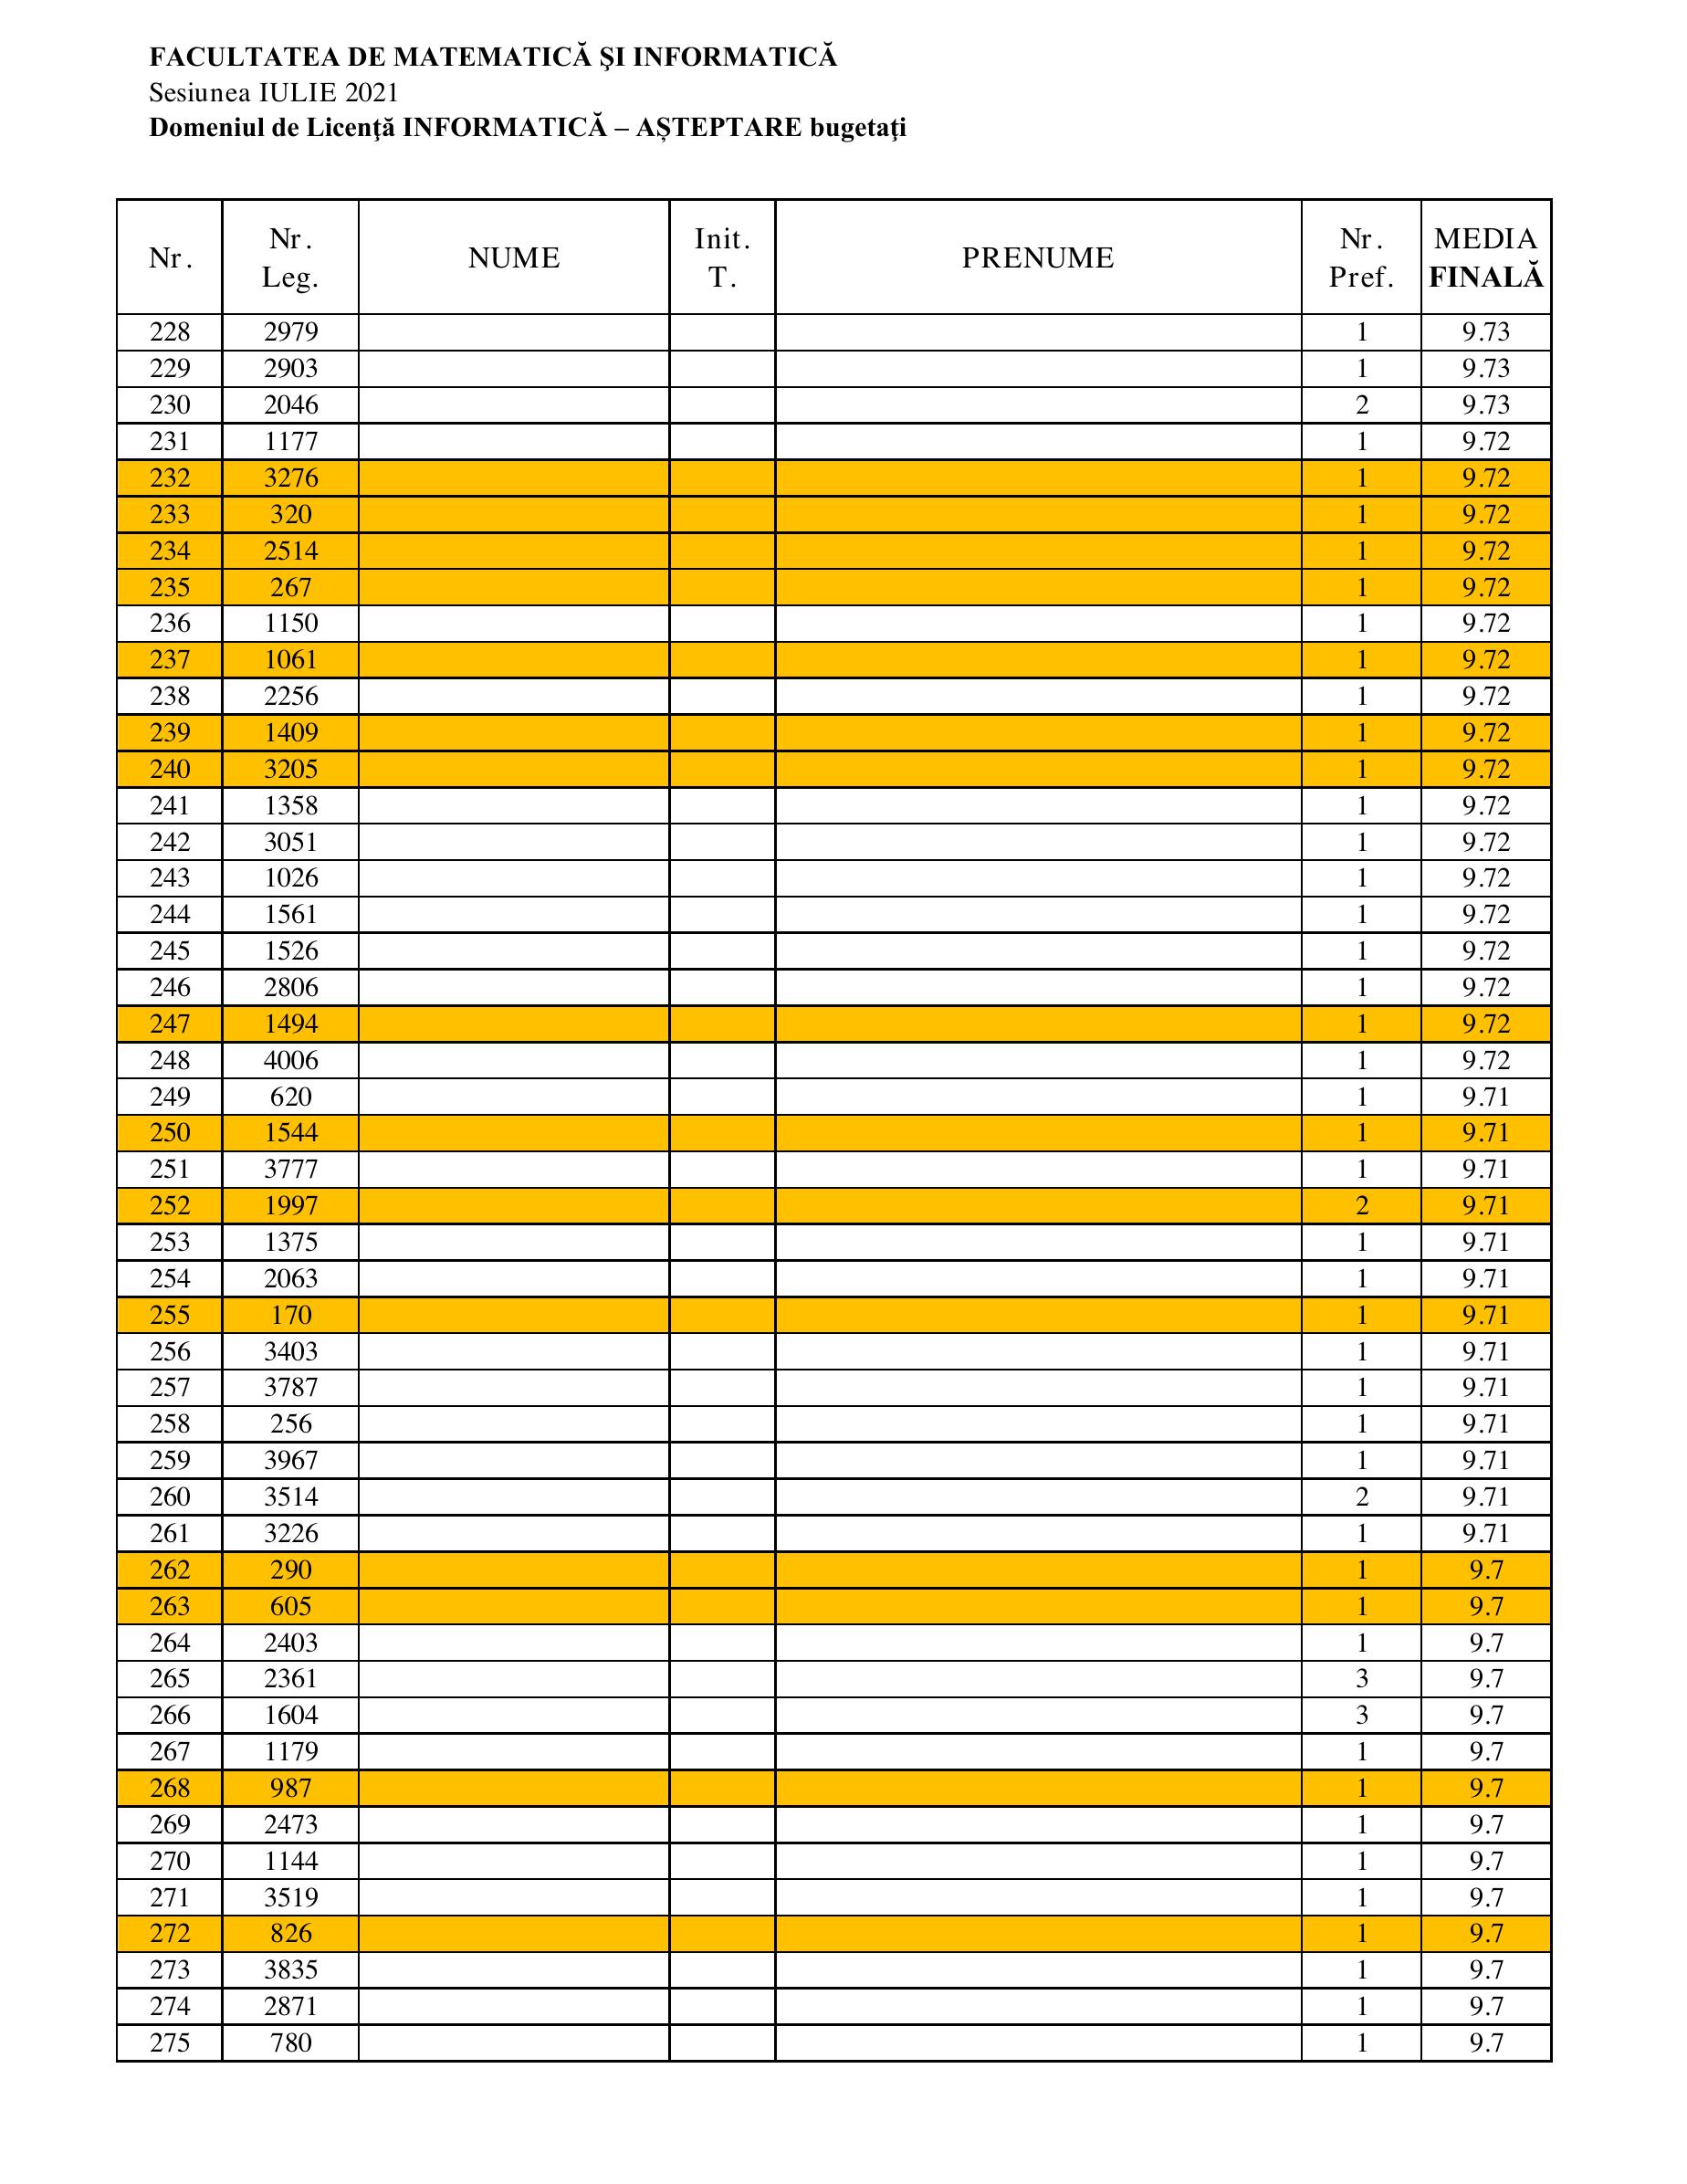 FACULTATEA DE MATEMATICĂ ŞI INFORMATICĂ
Sesiunea IULIE 2021
Domeniul de Licenţă INFORMATICĂ – AȘTEPTARE bugetaţi
Nr. Nr. Leg. NUME Init. T. PRENUME Nr. Pref. MEDIA FINALĂ
228 2979 1 9.73
229 2903 1 9.73
230 2046 2 9.73
231 1177 1 9.72
232 3276 1 9.72
233 320 1 9.72
234 2514 1 9.72
235 267 1 9.72
236 1150 1 9.72
237 1061 1 9.72
238 2256 1 9.72
239 1409 1 9.72
240 3205 1 9.72
241 1358 1 9.72
242 3051 1 9.72
243 1026 1 9.72
244 1561 1 9.72
245 1526 1 9.72
246 2806 1 9.72
247 1494 1 9.72
248 4006 1 9.72
249 620 1 9.71
250 1544 1 9.71
251 3777 1 9.71
252 1997 2 9.71
253 1375 1 9.71
254 2063 1 9.71
255 170 1 9.71
256 3403 1 9.71
257 3787 1 9.71
258 256 1 9.71
259 3967 1 9.71
260 3514 2 9.71
261 3226 1 9.71
262 290 1 9.7
263 605 1 9.7
264 2403 1 9.7
265 2361 3 9.7
266 1604 3 9.7
267 1179 1 9.7
268 987 1 9.7
269 2473 1 9.7
270 1144 1 9.7
271 3519 1 9.7
272 826 1 9.7
273 3835 1 9.7
274 2871 1 9.7
275 780 1 9.7